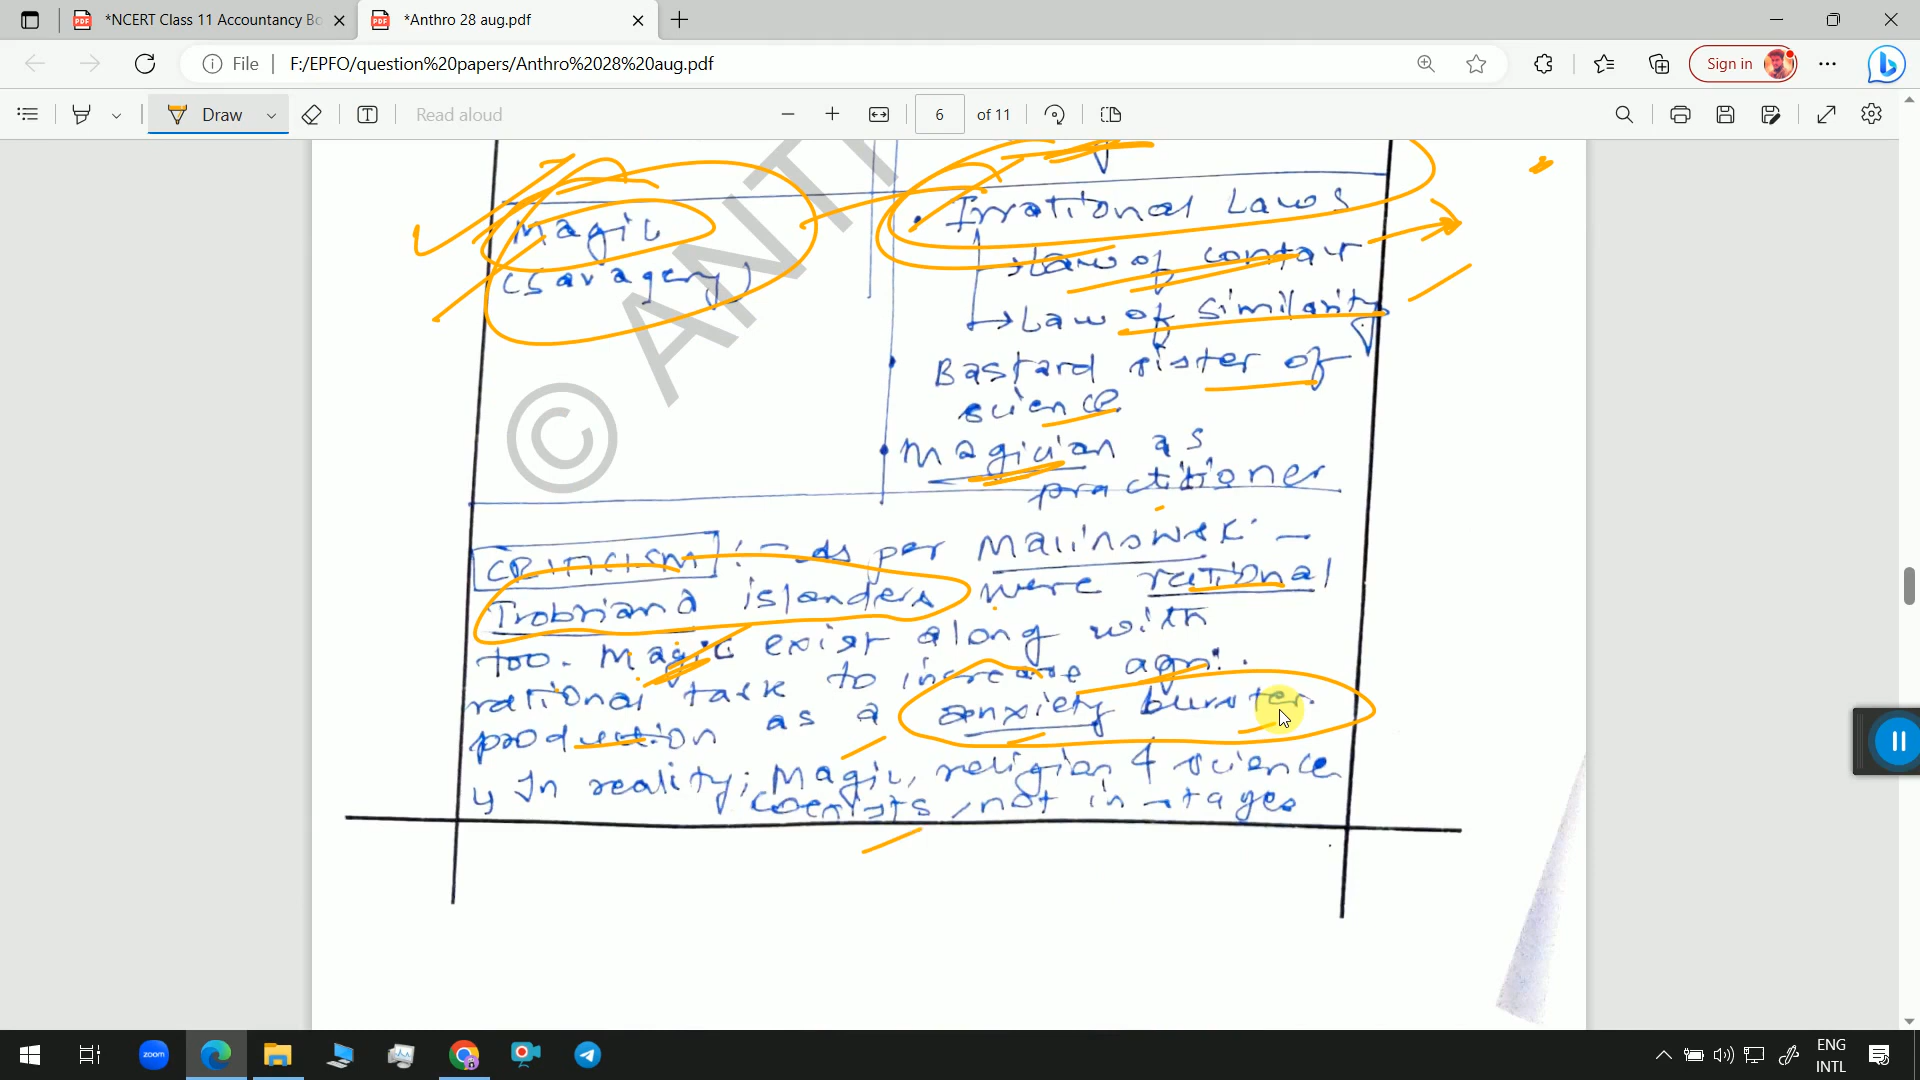 *NCERT Class 11 Accountancy Bo
*Anthro 28 aug.pdf
File
F:/EPFO/question%20papers/Anthro%2028%20aug.pdf
Sign in
Draw
Read aloud
6 of 11
Magic
(savagery)
© ANT
• Irrational Laws
→ Law of contact
→ Law of similarity
• Bastard sister of
science
• Magician as
practitioner
CRITICISM :- As per Malinowski -
Trobriand islanders were rational
too. Magic exist along with
rational task to increase agri.
production as a anxiety burster.
In reality; Magic, religion & science
coexists, not in stages
zoom
ENG
INTL